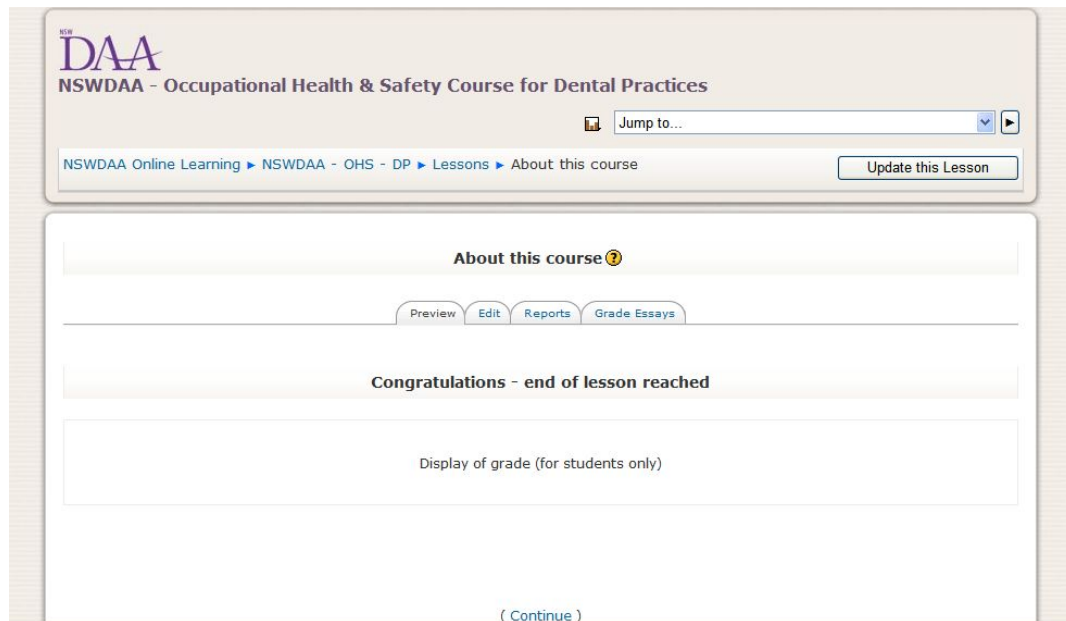 NSW
DAA
NSWDAA - Occupational Health & Safety Course for Dental Practices
Jump to...
NSWDAA Online Learning ► NSWDAA - OHS - DP ► Lessons ► About this course
Update this Lesson
About this course
Preview Edit Reports Grade Essays
Congratulations - end of lesson reached
Display of grade (for students only)
( Continue )